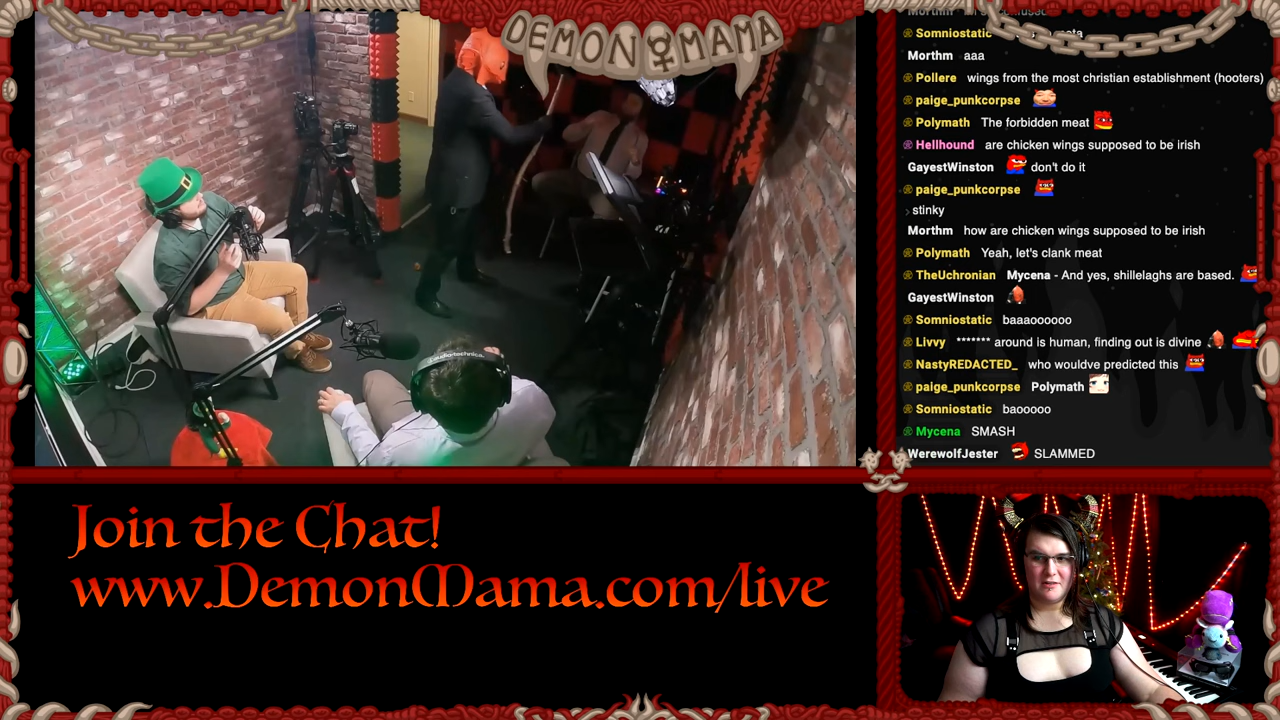 DEMON MAMA
Somniostatic
Morthm aaa
Pollere wings from the most christian establishment (hooters)
paige_punkcorpse
Polymath The forbidden meat
Hellhound are chicken wings supposed to be irish
GayestWinston don't do it
paige_punkcorpse
› stinky
Morthm how are chicken wings supposed to be irish
Polymath Yeah, let's clank meat
TheUchronian Mycena - And yes, shillelaghs are based.
GayestWinston
Somniostatic baaaoooooo
Livvy ******* around is human, finding out is divine
NastyREDACTED_ who wouldve predicted this
paige_punkcorpse Polymath
Somniostatic baooooo
Mycena SMASH
WerewolfJester SLAMMED
audio-technica
Join the Chat!
www.DemonMama.com/live